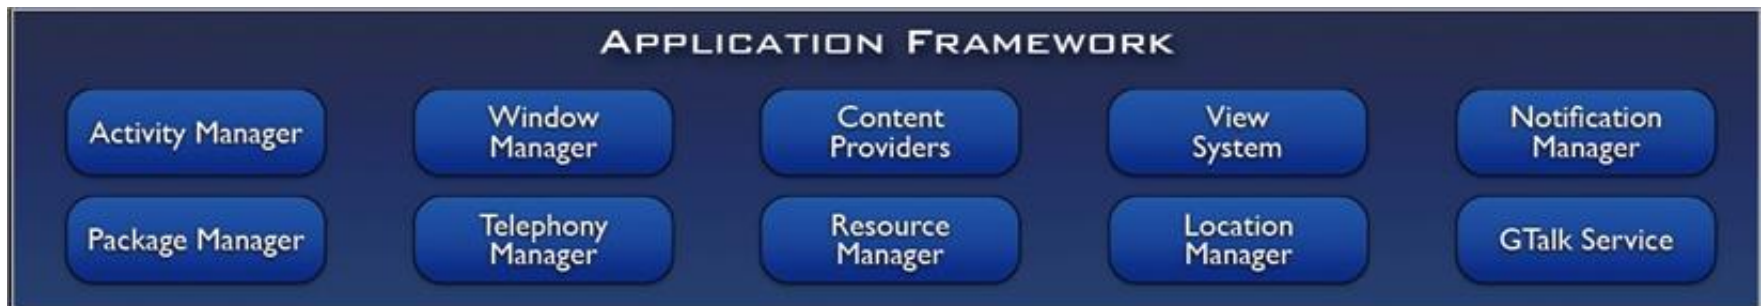 APPLICATION FRAMEWORK
Activity Manager
Window
Manager
Content
Providers
View
System
Notification
Manager
Package Manager
Telephony
Manager
Resource
Manager
Location
Manager
GTalk Service